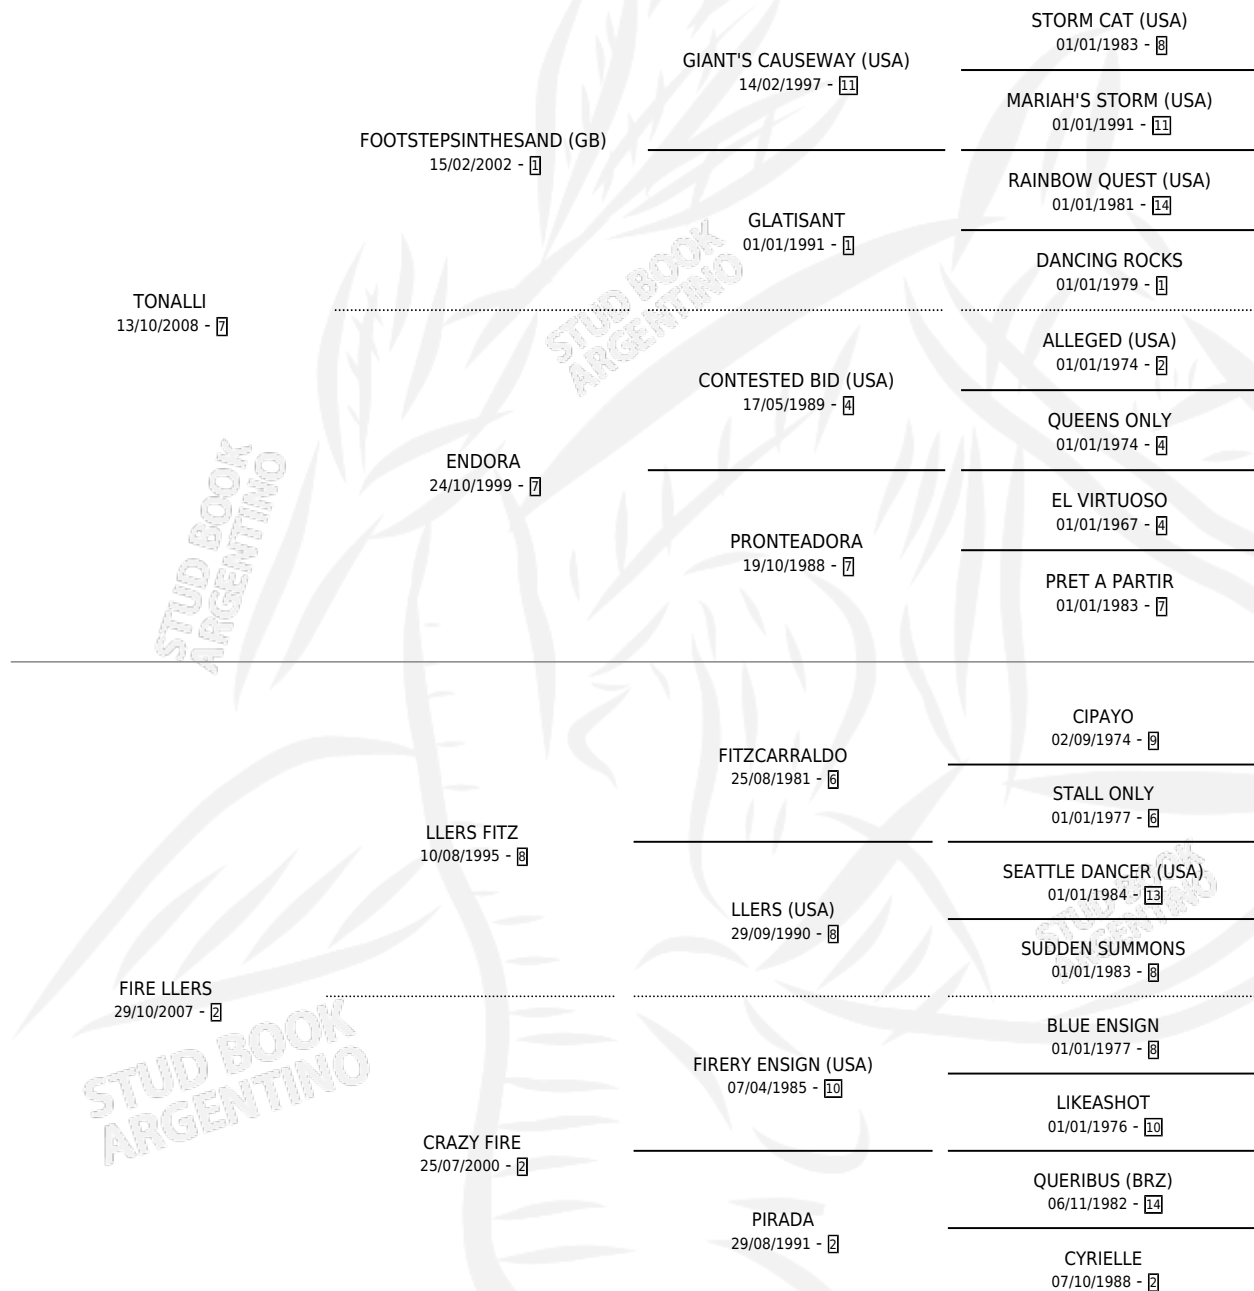 STORM CAT (USA)
01/01/1983 - 8
GIANT'S CAUSEWAY (USA)
14/02/1997 - 11
MARIAH'S STORM (USA)
01/01/1991 - 11
FOOTSTEPSINTHESAND (GB)
15/02/2002 - 1
RAINBOW QUEST (USA)
01/01/1981 - 14
GLATISANT
01/01/1991 - 1
DANCING ROCKS
01/01/1979 - 1
TONALLI
13/10/2008 - 7
ALLEGED (USA)
01/01/1974 - 2
CONTESTED BID (USA)
17/05/1989 - 4
QUEENS ONLY
01/01/1974 - 4
ENDORA
24/10/1999 - 7
EL VIRTUOSO
01/01/1967 - 4
PRONTEADORA
19/10/1988 - 7
PRET A PARTIR
01/01/1983 - 7
CIPAYO
02/09/1974 - 9
FITZCARRALDO
25/08/1981 - 6
STALL ONLY
01/01/1977 - 6
LLERS FITZ
10/08/1995 - 8
SEATTLE DANCER (USA)
01/01/1984 - 13
LLERS (USA)
29/09/1990 - 8
SUDDEN SUMMONS
01/01/1983 - 8
FIRE LLERS
29/10/2007 - 2
BLUE ENSIGN
01/01/1977 - 8
FIRERY ENSIGN (USA)
07/04/1985 - 10
LIKEASHOT
01/01/1976 - 10
CRAZY FIRE
25/07/2000 - 2
QUERIBUS (BRZ)
06/11/1982 - 14
PIRADA
29/08/1991 - 2
CYRIELLE
07/10/1988 - 2
STUD BOOK
ARGENTINO
STUD BOOK
ARGENTINO
STUD BOOK
ARGENTINO
STUD BOOK
ARGENTINO